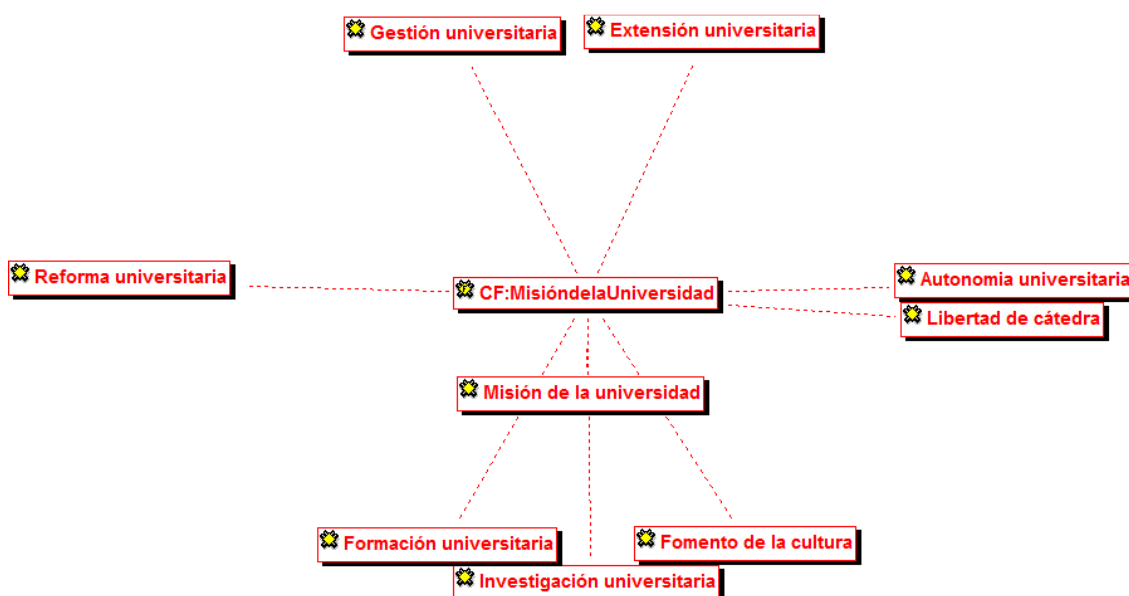 Gestión universitaria
Extensión universitaria
Reforma universitaria
CF:MisióndelaUniversidad
Autonomia universitaria
Libertad de cátedra
Misión de la universidad
Formación universitaria
Fomento de la cultura
Investigación universitaria